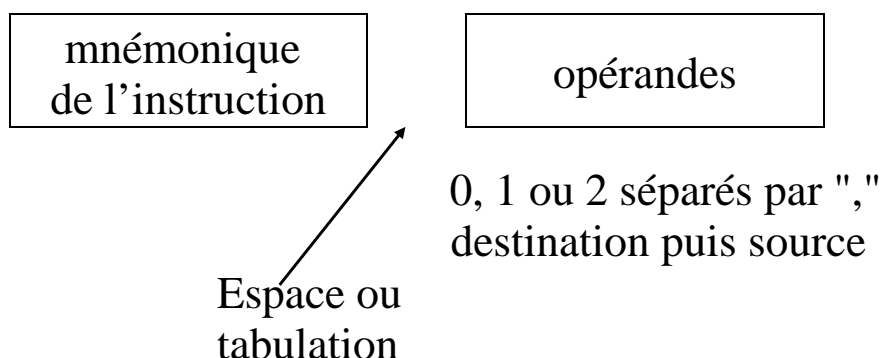 mnémonique
de l’instruction
opérandes
0, 1 ou 2 séparés par ","
destination puis source
Espace ou
tabulation